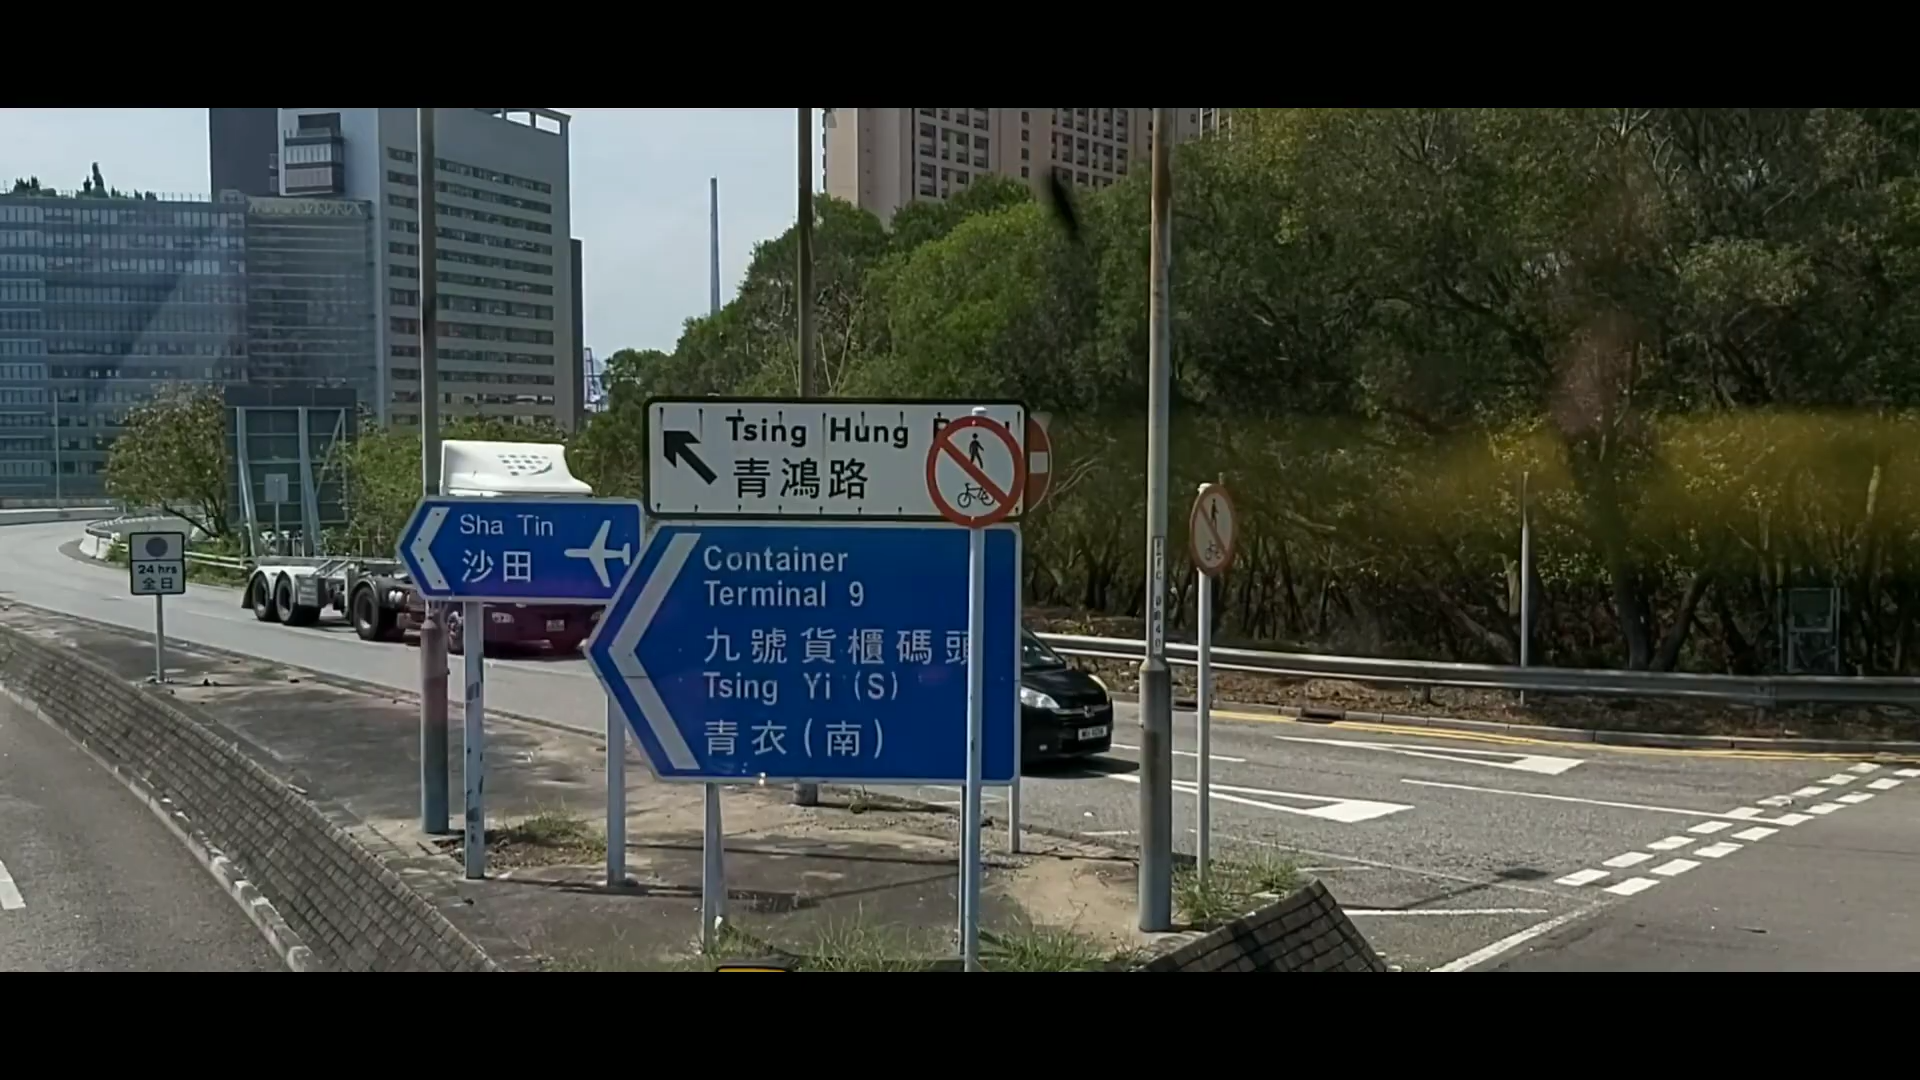 Tsing Hung
青鴻路
Sha Tin
沙田
24 hrs
全日
Container
Terminal 9
九號貨櫃碼頭
Tsing Yi (S)
青衣(南)